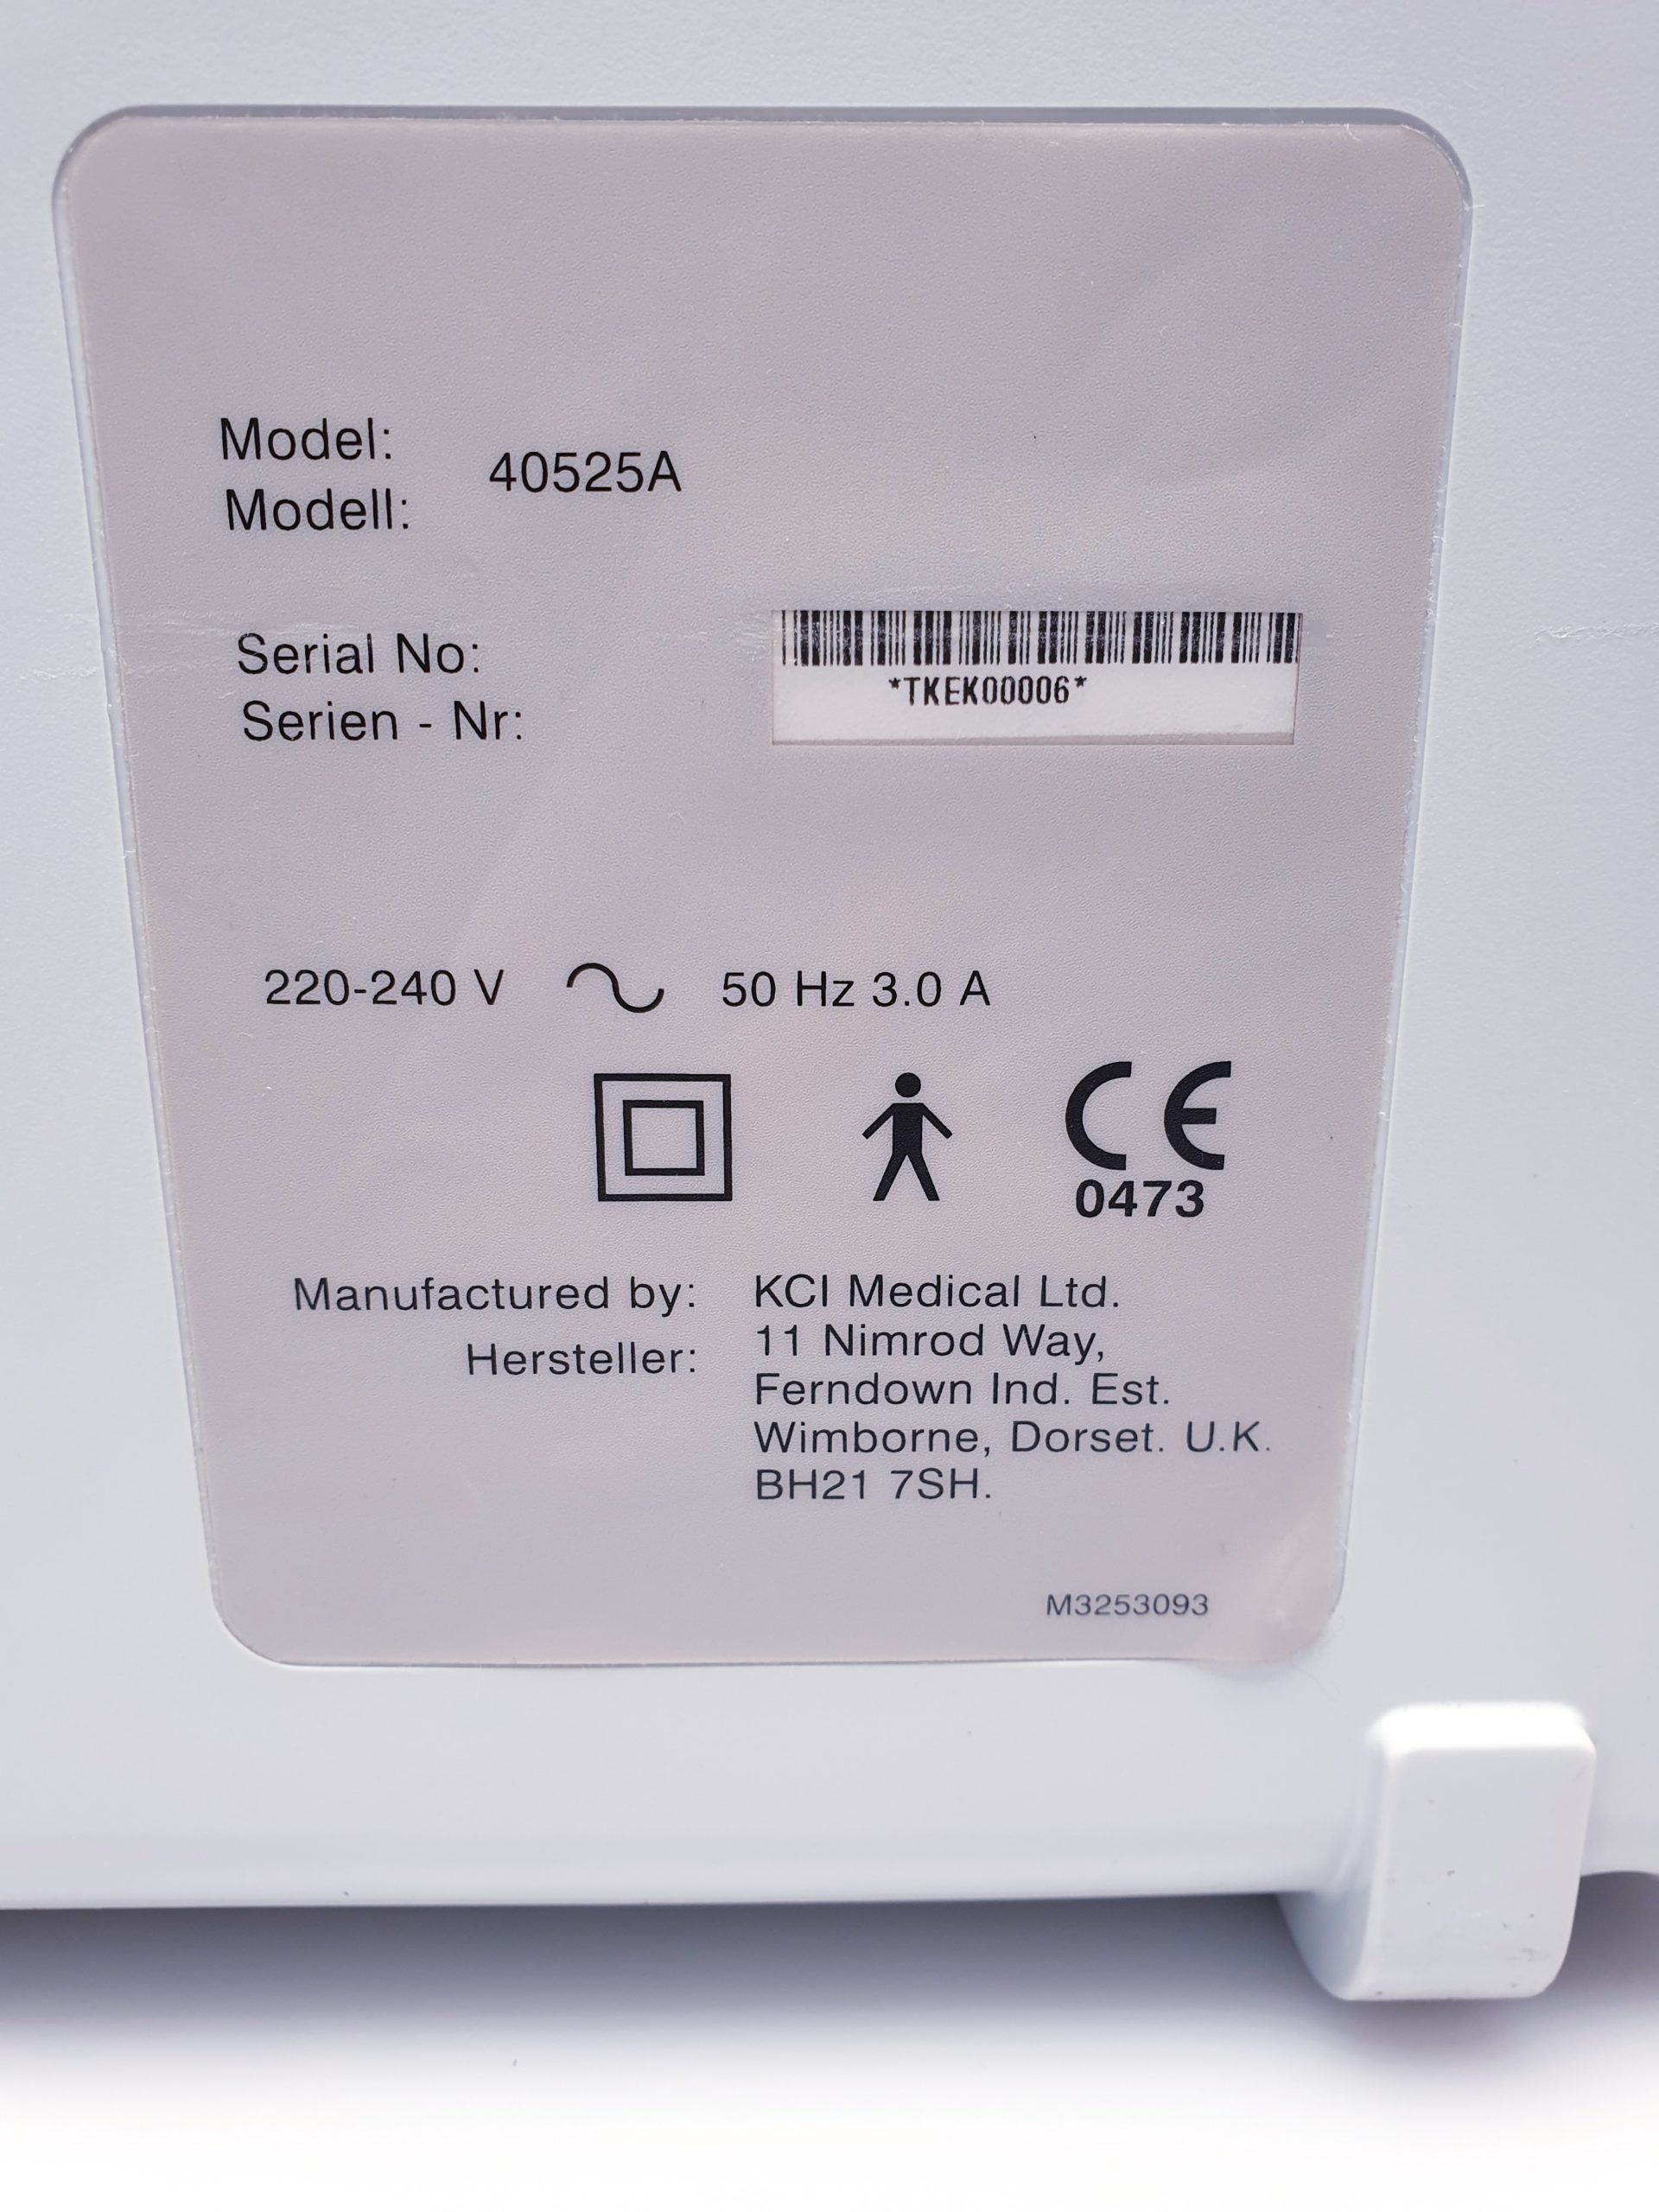 Model:
Modell:
40525A
Serial No:
Serien - Nr:
*TKEK00006*
220-240 V 50 Hz 3.0 A
CE
0473
Manufactured by:
Hersteller:
KCI Medical Ltd.
11 Nimrod Way,
Ferndown Ind. Est.
Wimborne, Dorset. U.K.
BH21 7SH.
M3253093